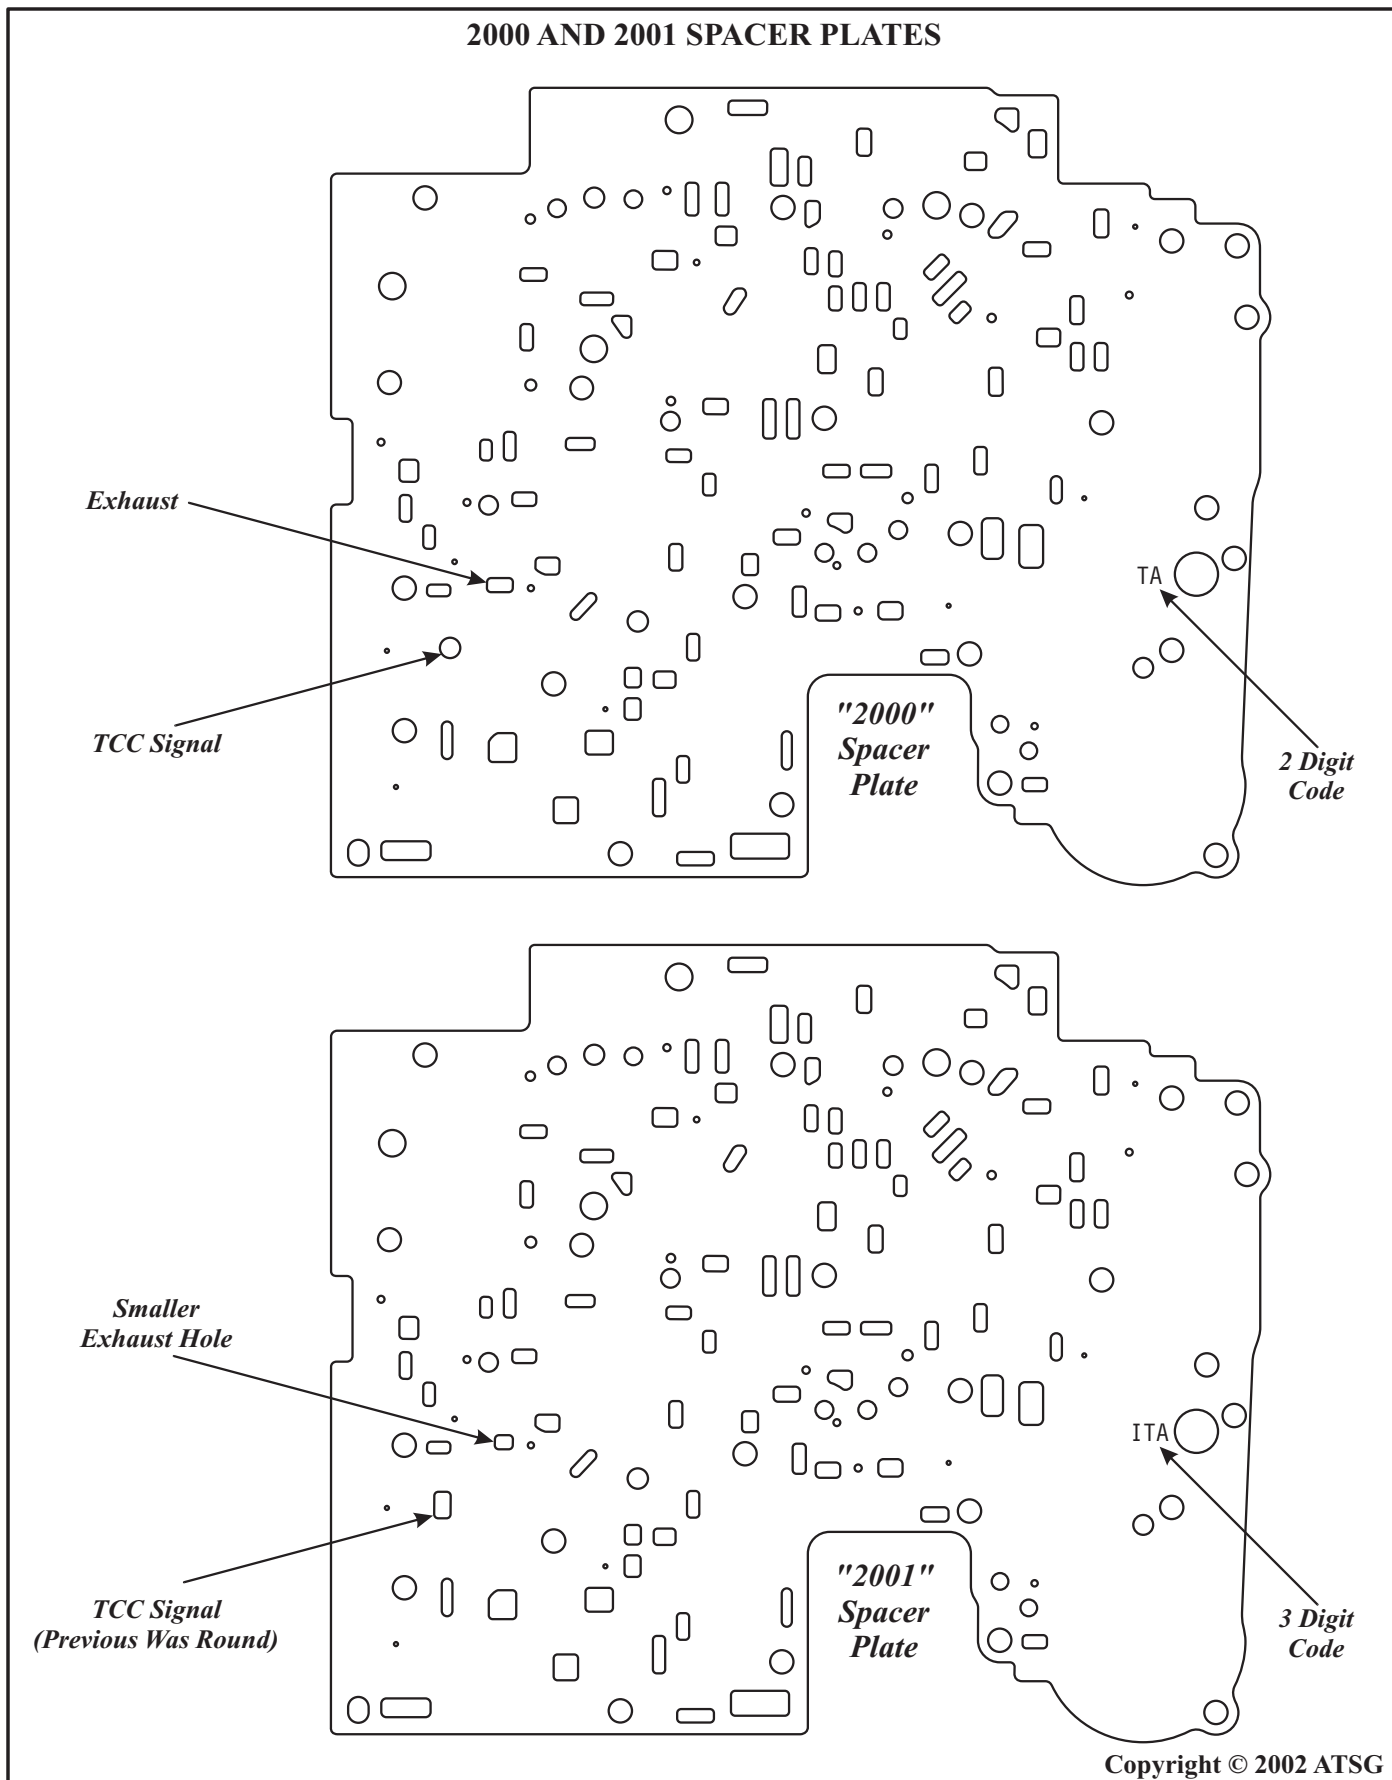 2000 AND 2001 SPACER PLATES
Exhaust
TCC Signal
TA
"2000"
Spacer
Plate
2 Digit
Code
Smaller
Exhaust Hole
TCC Signal
(Previous Was Round)
ITA
"2001"
Spacer
Plate
3 Digit
Code
Copyright © 2002 ATSG